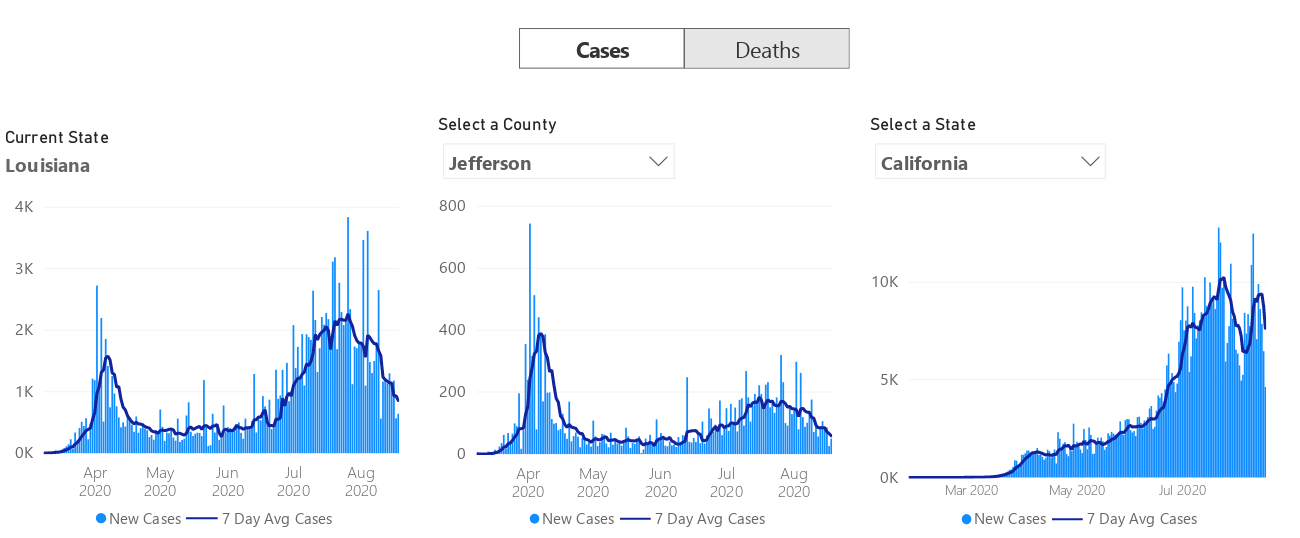 Cases Deaths
Current State
Louisiana
4K
3K
2K
1K
0K
Apr 2020
May 2020
Jun 2020
Jul 2020
Aug 2020
New Cases 7 Day Avg Cases
Select a County
Jefferson
800
600
400
200
0
Apr 2020
May 2020
Jun 2020
Jul 2020
Aug 2020
New Cases 7 Day Avg Cases
Select a State
California
10K
5K
0K
Mar 2020 May 2020 Jul 2020
New Cases 7 Day Avg Cases